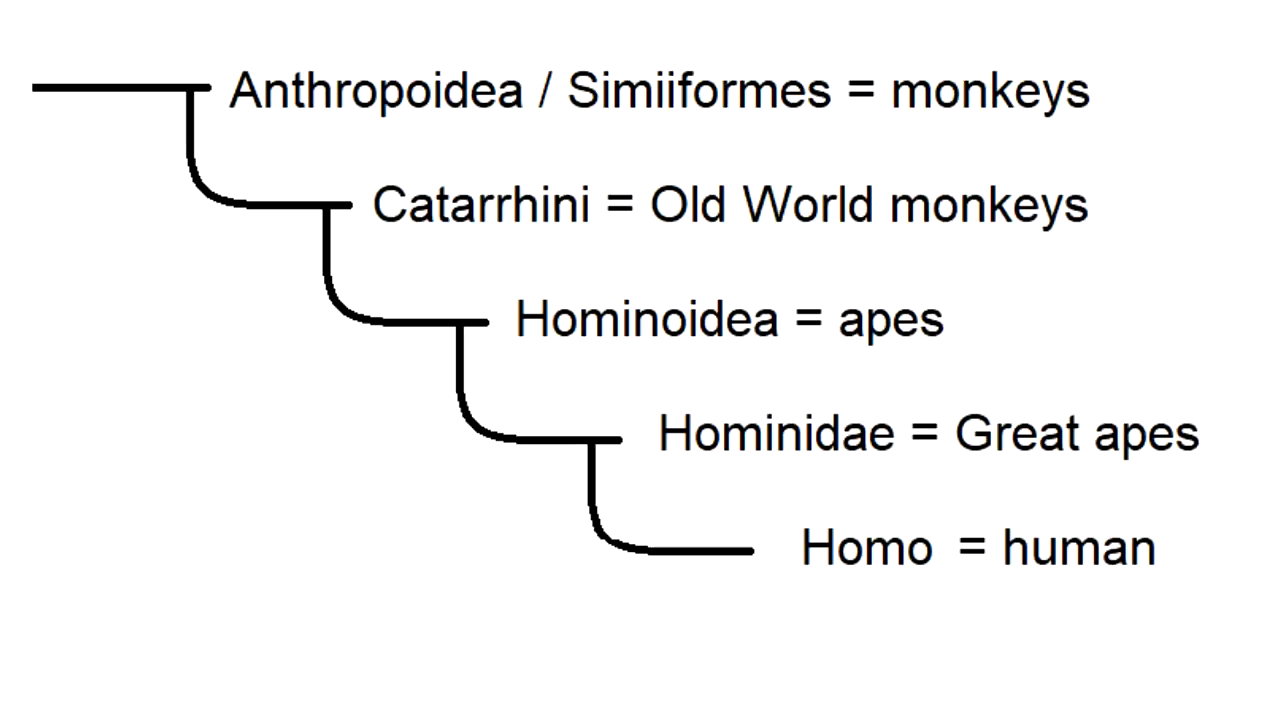 Anthropoidea / Simiiformes = monkeys
Catarrhini = Old World monkeys
Hominoidea = apes
Hominidae = Great apes
Homo = human